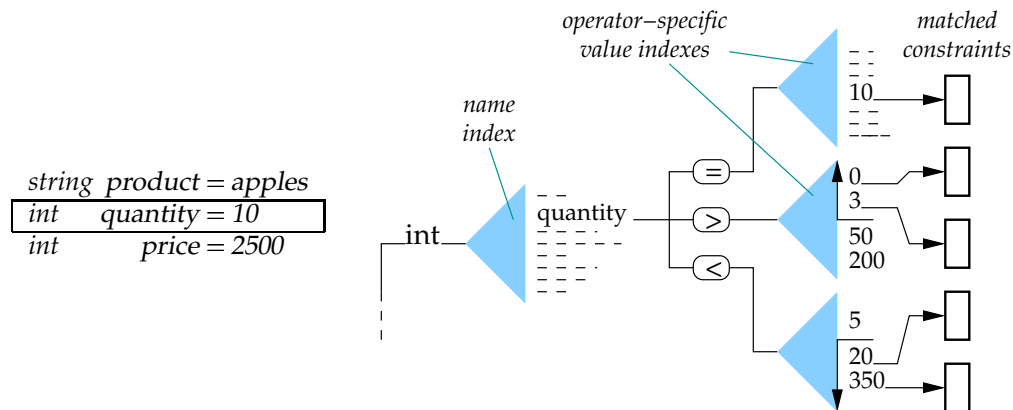 operator–specific
value indexes
matched
constraints
name
index
string product = apples
int quantity = 10
int price = 2500
int
quantity
=
>
<
10
0
3
50
200
5
20
350